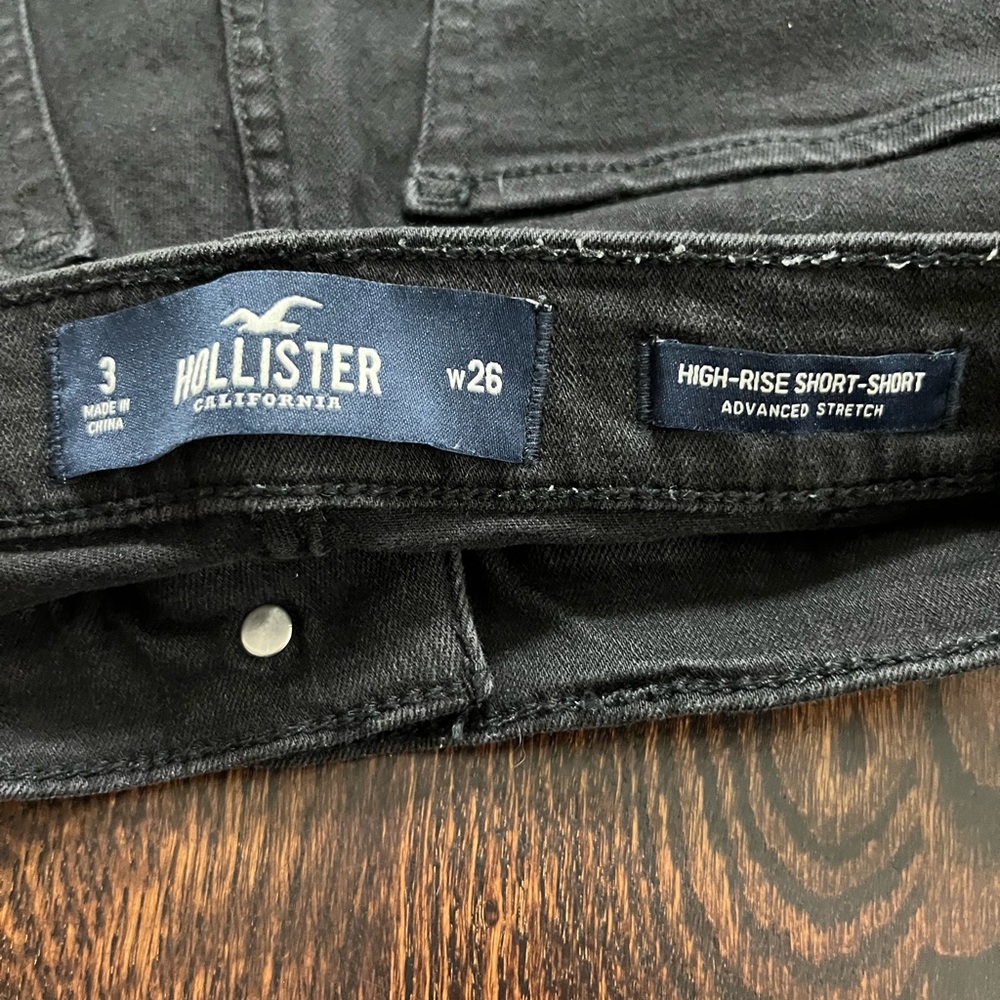 3
MADE IN
CHINA
HOLLISTER
CALIFORNIA
W26
HIGH-RISE SHORT-SHORT
ADVANCED STRETCH